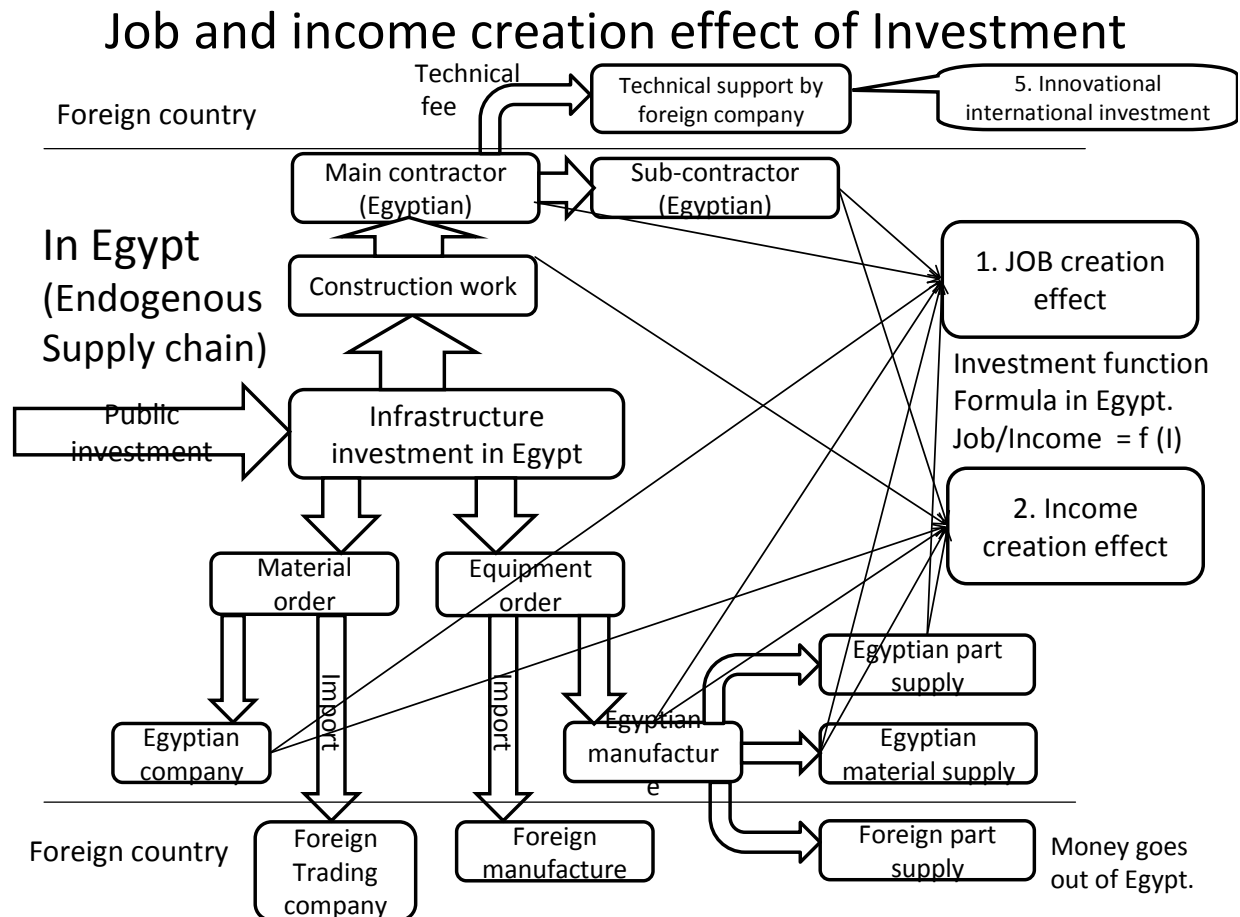 Job and income creation effect of Investment
Technical
fee
Technical support by
foreign company
5. Innovational
international investment
Foreign country
Main contractor
(Egyptian)
Sub-contractor
(Egyptian)
In Egypt
(Endogenous
Supply chain)
Construction work
1. JOB creation
effect
Investment function
Formula in Egypt.
Job/Income = f (I)
Public
investment
Infrastructure
investment in Egypt
2. Income
creation effect
Material
order
Equipment
order
Import
Import
Egyptian part
supply
Egyptian
company
Egyptian
manufactur
e
Egyptian
material supply
Foreign country
Foreign
Trading
company
Foreign
manufacture
Foreign part
supply
Money goes
out of Egypt.